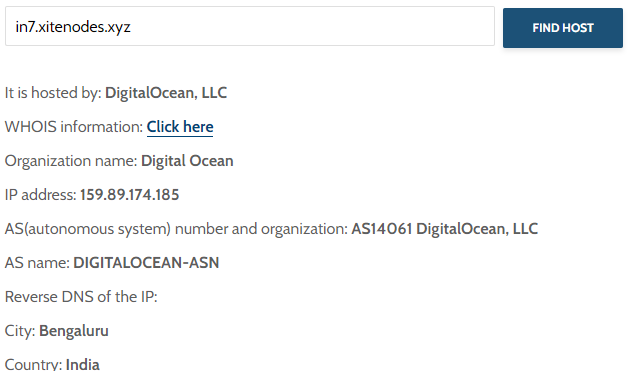 in7.xitenodes.xyz
FIND HOST
It is hosted by: DigitalOcean, LLC
WHOIS information: Click here
Organization name: Digital Ocean
IP address: 159.89.174.185
AS(autonomous system) number and organization: AS14061 DigitalOcean, LLC
AS name: DIGITALOCEAN-ASN
Reverse DNS of the IP:
City: Bengaluru
Country: India